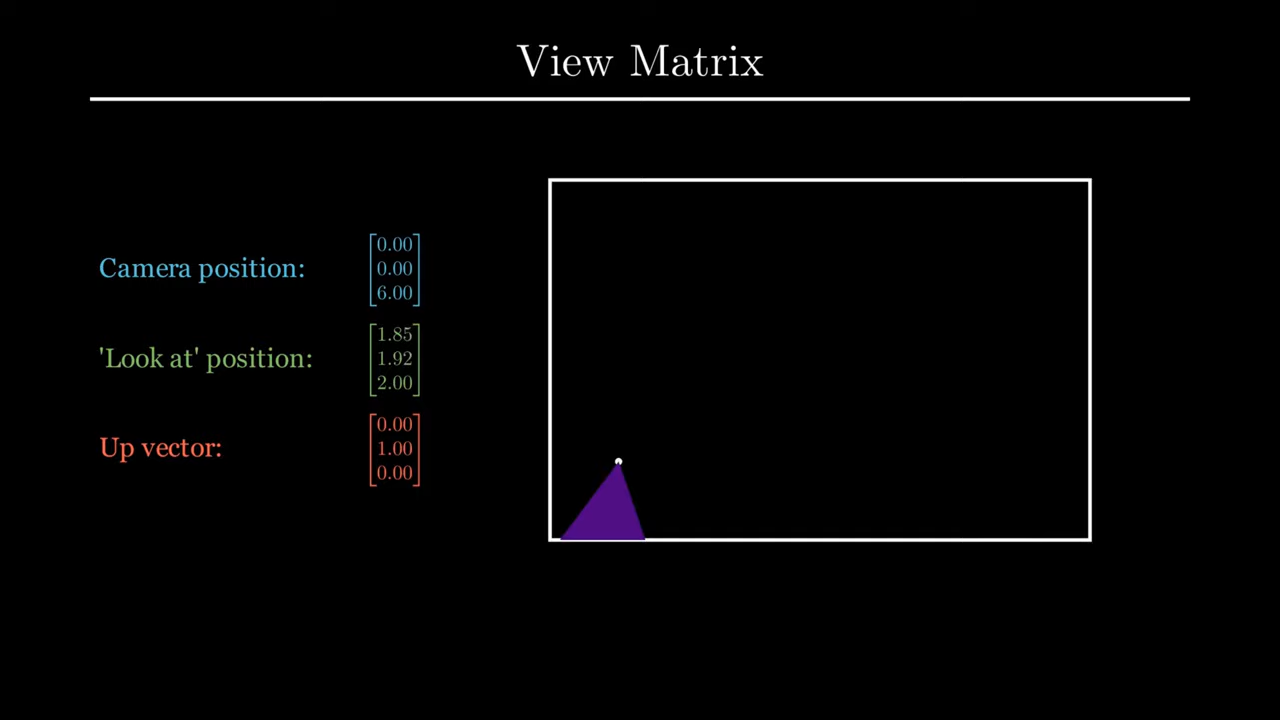 View Matrix
Camera position:
0.00
0.00
6.00
'Look at' position:
1.85
1.92
2.00
Up vector:
0.00
1.00
0.00